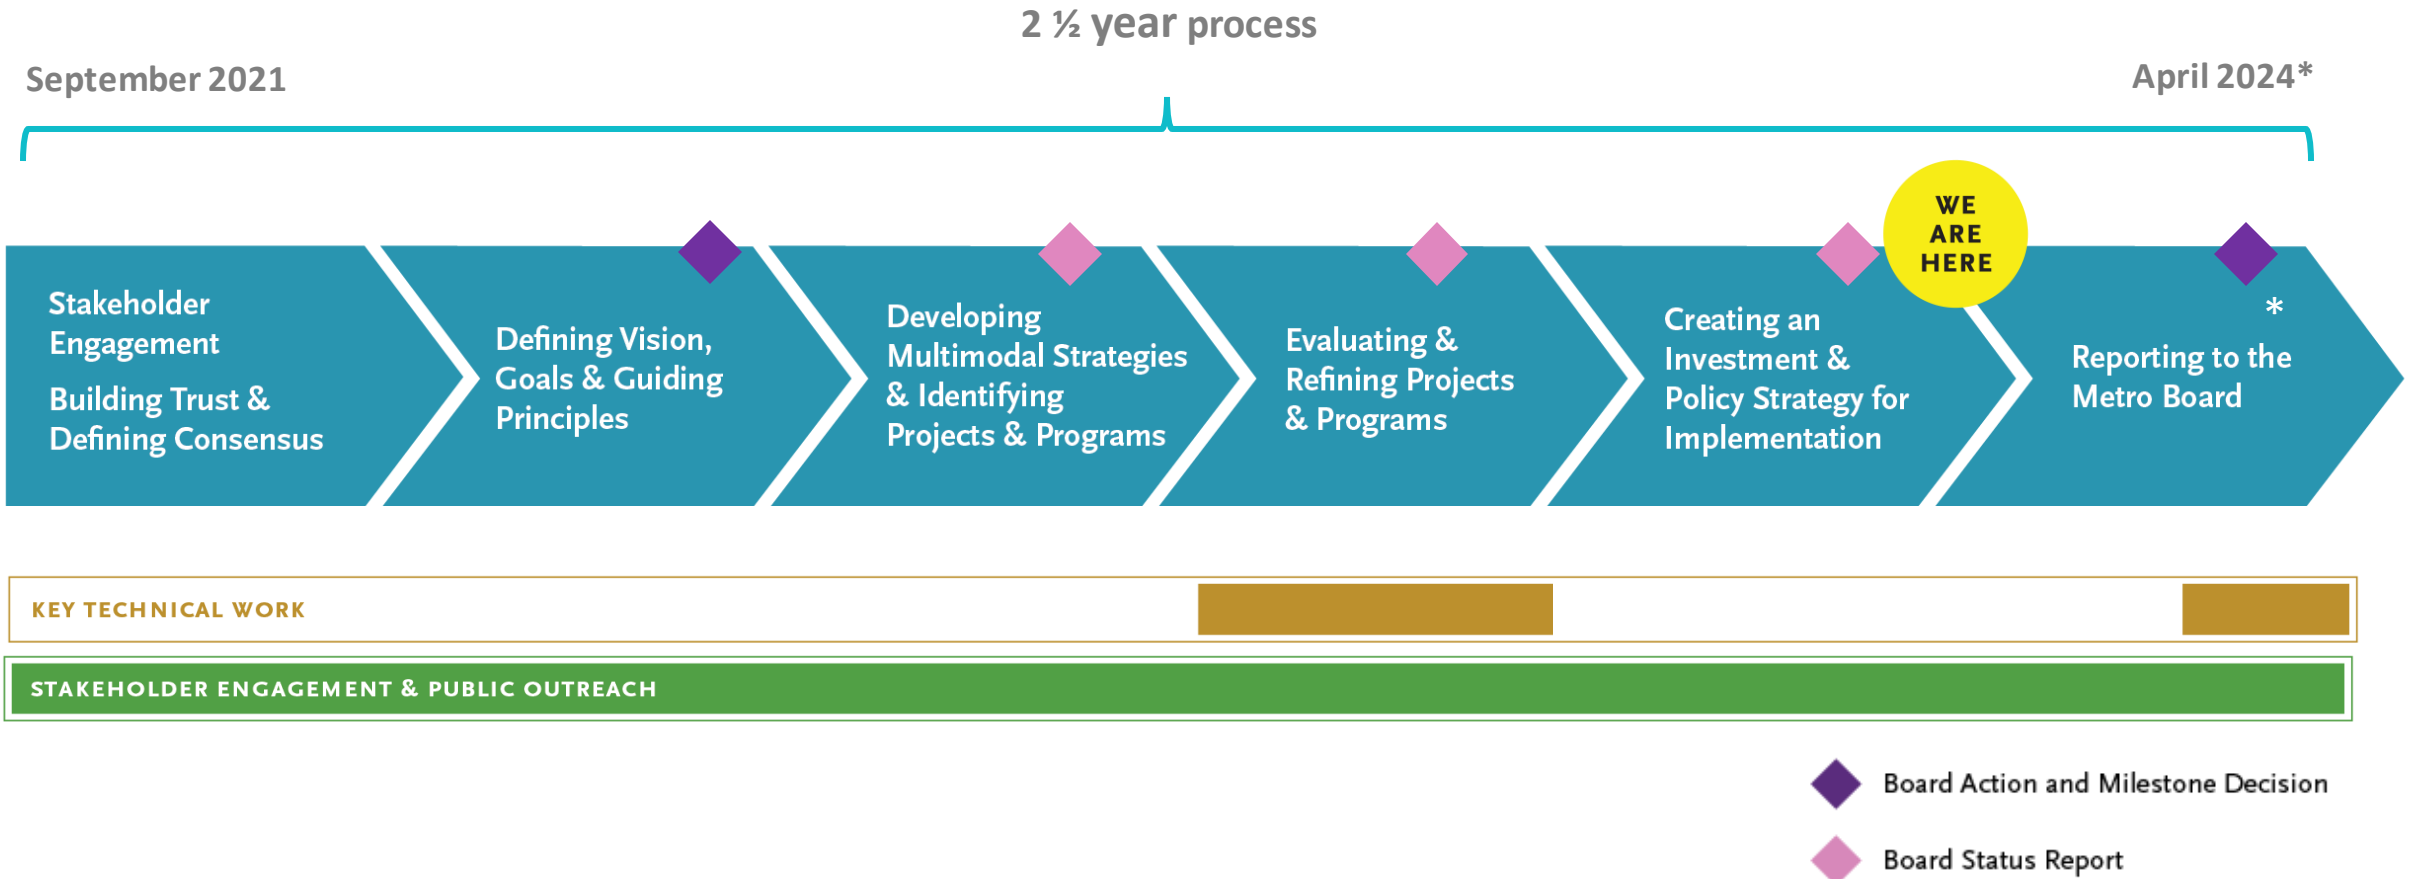 2 ½ year process
September 2021
April 2024*
WE
ARE
HERE
Stakeholder
Engagement
Building Trust &
Defining Consensus
Defining Vision,
Goals & Guiding
Principles
Developing
Multimodal Strategies
& Identifying
Projects & Programs
Evaluating &
Refining Projects
& Programs
Creating an
Investment &
Policy Strategy for
Implementation
*
Reporting to the
Metro Board
KEY TECHNICAL WORK
STAKEHOLDER ENGAGEMENT & PUBLIC OUTREACH
Board Action and Milestone Decision
Board Status Report